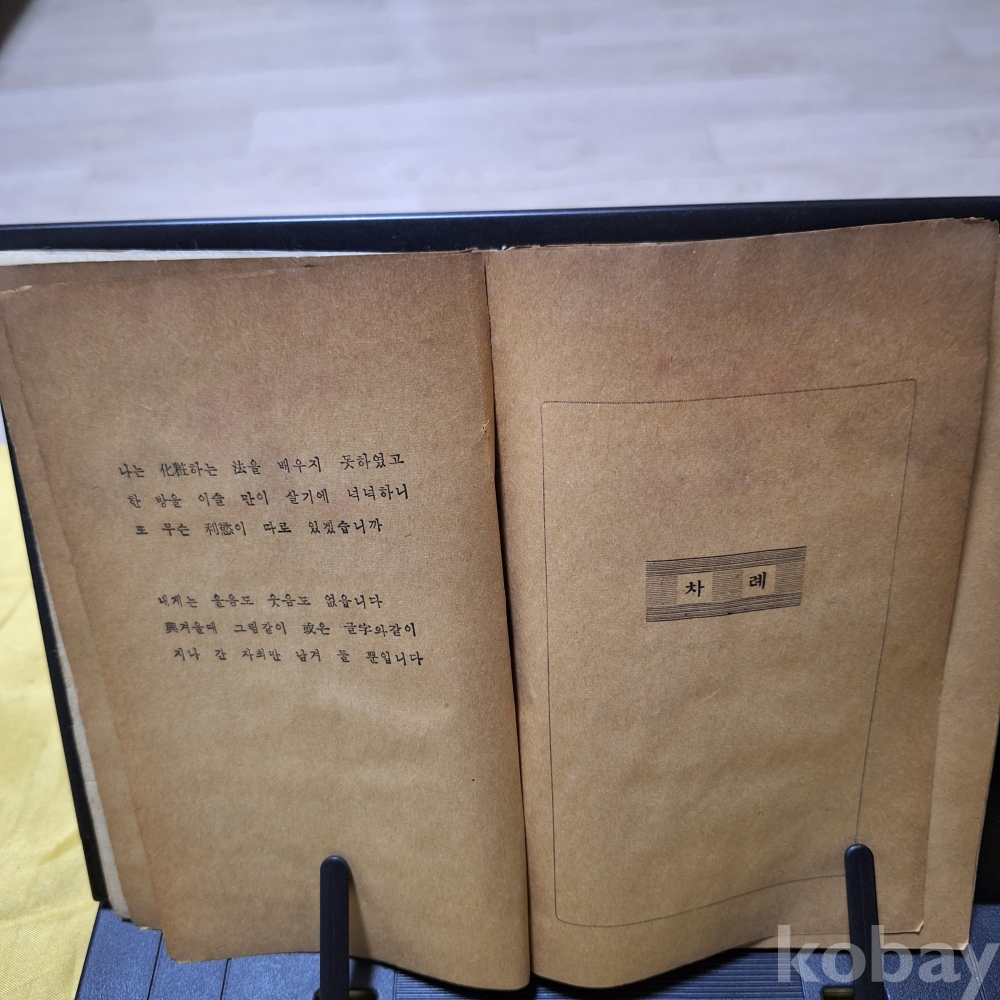 나는 化粧하는 法을 배우지 못하였고
한 방울 이슬 만이 살기에 넉넉하니
또 무슨 利慾이 따로 있겠습니까
내게는 울음도 웃음도 없읍니다
興겨울때 그림같이 或은 글字와같이
지나 간 자최만 남겨 둘 뿐입니다
차 례
kobay